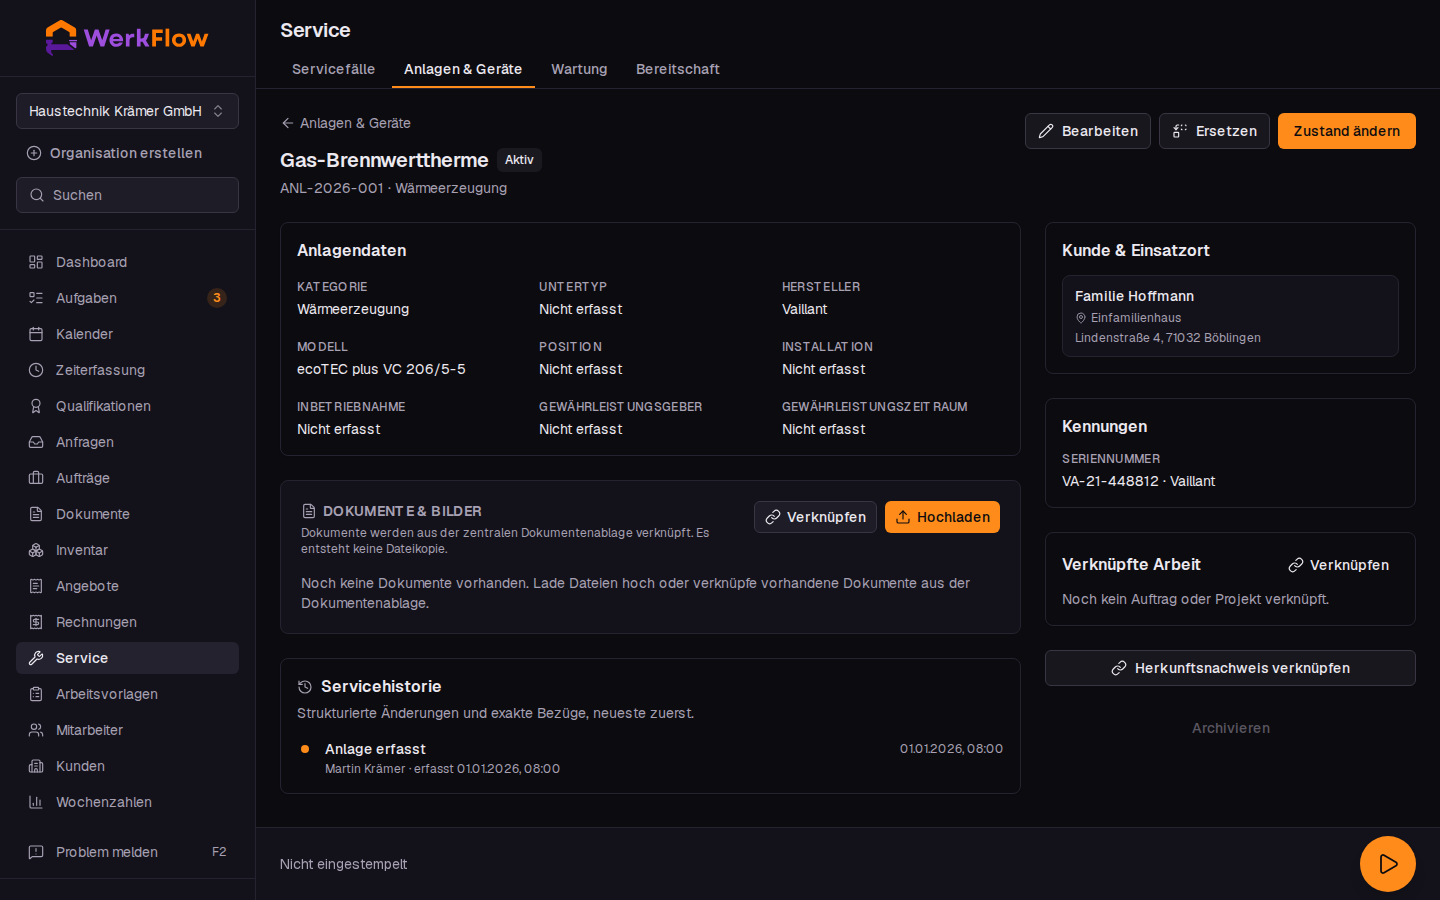 WerkFlow
Haustechnik Krämer GmbH
Organisation erstellen
Suchen
Dashboard
Aufgaben 3
Kalender
Zeiterfassung
Qualifikationen
Anfragen
Aufträge
Dokumente
Inventar
Angebote
Rechnungen
Service
Arbeitsvorlagen
Mitarbeiter
Kunden
Wochenzahlen
Problem melden F2
Service
Servicefälle Anlagen & Geräte Wartung Bereitschaft
Anlagen & Geräte
Bearbeiten Ersetzen Zustand ändern
Gas-Brennwerttherme Aktiv
ANL-2026-001 · Wärmeerzeugung
Anlagendaten
KATEGORIE UNTERTYP HERSTELLER
Wärmeerzeugung Nicht erfasst Vaillant
MODELL POSITION INSTALLATION
ecoTEC plus VC 206/5-5 Nicht erfasst Nicht erfasst
INBETRIEBNAHME GEWÄHRLEISTUNGSGEBER GEWÄHRLEISTUNGSZEITRAUM
Nicht erfasst Nicht erfasst Nicht erfasst
DOKUMENTE & BILDER Verknüpfen Hochladen
Dokumente werden aus der zentralen Dokumentenablage verknüpft. Es
entsteht keine Dateikopie.
Noch keine Dokumente vorhanden. Lade Dateien hoch oder verknüpfe vorhandene Dokumente aus der
Dokumentenablage.
Servicehistorie
Strukturierte Änderungen und exakte Bezüge, neueste zuerst.
Anlage erfasst 01.01.2026, 08:00
Martin Krämer · erfasst 01.01.2026, 08:00
Kunde & Einsatzort
Familie Hoffmann
Einfamilienhaus
Lindenstraße 4, 71032 Böblingen
Kennungen
SERIENNUMMER
VA-21-448812 · Vaillant
Verknüpfte Arbeit Verknüpfen
Noch kein Auftrag oder Projekt verknüpft.
Herkunftsnachweis verknüpfen
Archivieren
Nicht eingestempelt